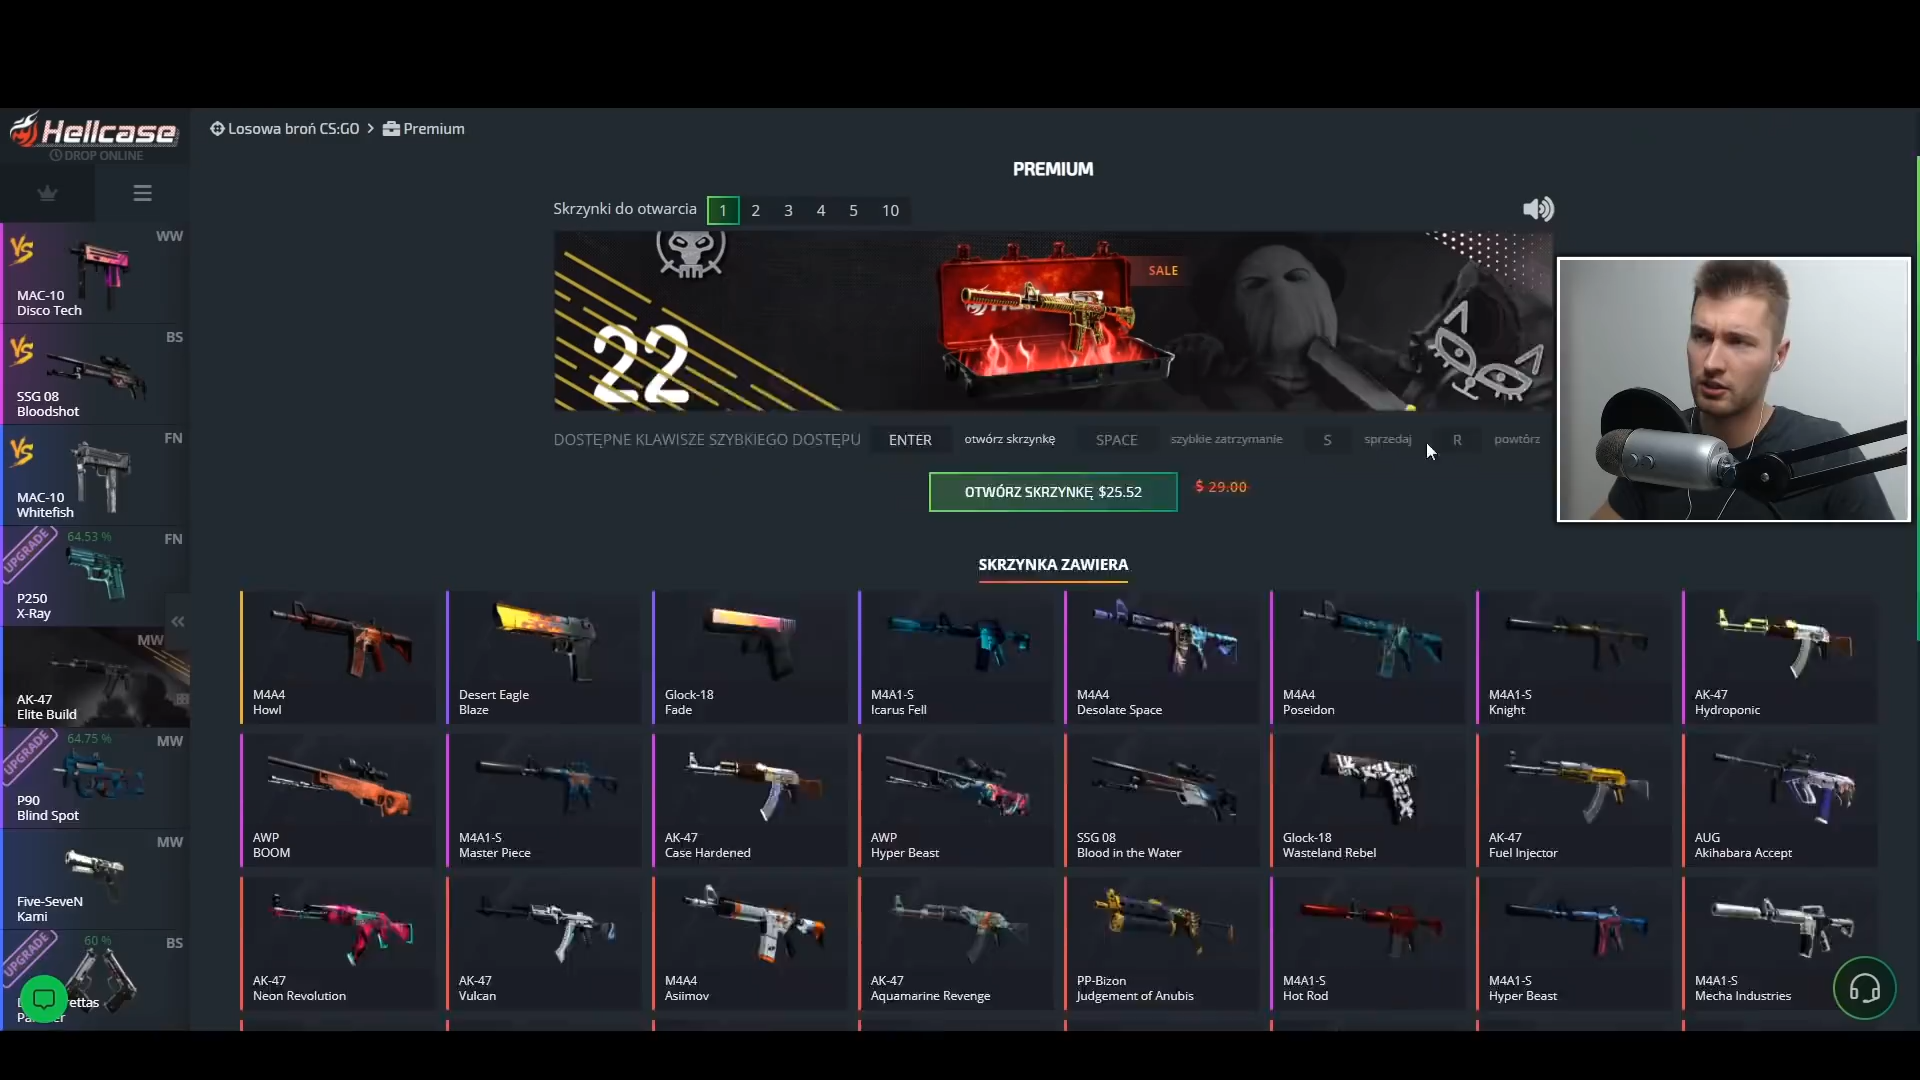 Hellcase
DROP ONLINE
Losowa broń CS:GO > Premium
PREMIUM
Skrzynki do otwarcia 1 2 3 4 5 10
SALE
22
DOSTĘPNE KLAWISZE SZYBKIEGO DOSTĘPU ENTER otwórz skrzynkę SPACE szybkie zatrzymanie S sprzedaj R powtórz
OTWÓRZ SKRZYNKĘ $25.52 $ 29.00
SKRZYNKA ZAWIERA
VS WW
MAC-10
Disco Tech
VS BS
SSG 08
Bloodshot
VS FN
MAC-10
Whitefish
UPGRADE 64.53 % FN
P250
X-Ray
MW
AK-47
Elite Build
UPGRADE 64.75 % MW
P90
Blind Spot
MW
Five-SeveN
Kami
UPGRADE 60 % BS
M4A4
Howl
Desert Eagle
Blaze
Glock-18
Fade
M4A1-S
Icarus Fell
M4A4
Desolate Space
M4A4
Poseidon
M4A1-S
Knight
AK-47
Hydroponic
AWP
BOOM
M4A1-S
Master Piece
AK-47
Case Hardened
AWP
Hyper Beast
SSG 08
Blood in the Water
Glock-18
Wasteland Rebel
AK-47
Fuel Injector
AUG
Akihabara Accept
AK-47
Neon Revolution
AK-47
Vulcan
M4A4
Asiimov
AK-47
Aquamarine Revenge
PP-Bizon
Judgement of Anubis
M4A1-S
Hot Rod
M4A1-S
Hyper Beast
M4A1-S
Mecha Industries